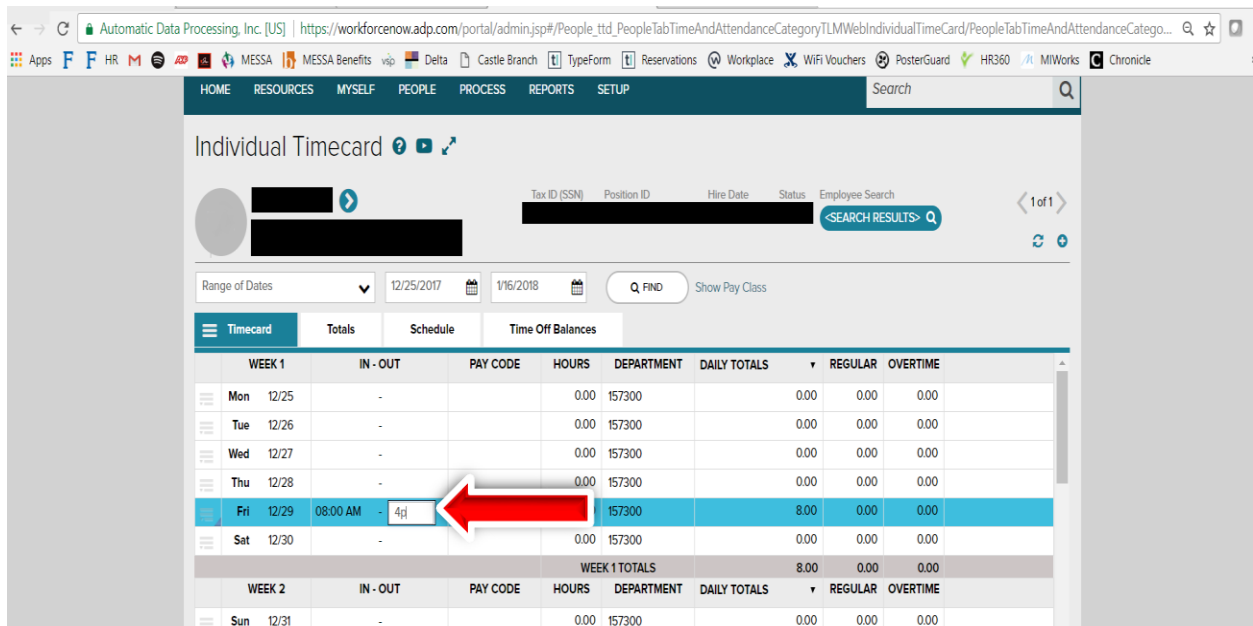 Automatic Data Processing, Inc. [US] | https://workforcenow.adp.com/portal/admin.jsp#/People_ttd_PeopleTabTimeAndAttendanceCategoryTLMWebIndividualTimeCard/PeopleTabTimeAndAttendanceCatego...
Apps F F HR M MESSA MESSA Benefits vsp Delta Castle Branch t| TypeForm t| Reservations Workplace WiFi Vouchers PosterGuard HR360 MIWorks C Chronicle
HOME RESOURCES MYSELF PEOPLE PROCESS REPORTS SETUP Search
Individual Timecard
Tax ID (SSN) Position ID Hire Date Status Employee Search
<SEARCH RESULTS>
1 of 1
Range of Dates 12/25/2017 1/16/2018 FIND Show Pay Class
Timecard Totals Schedule Time Off Balances
WEEK 1 IN - OUT PAY CODE HOURS DEPARTMENT DAILY TOTALS REGULAR OVERTIME
Mon 12/25 - 0.00 157300 0.00 0.00 0.00
Tue 12/26 - 0.00 157300 0.00 0.00 0.00
Wed 12/27 - 0.00 157300 0.00 0.00 0.00
Thu 12/28 - 0.00 157300 0.00 0.00 0.00
Fri 12/29 08:00 AM - 4p 157300 8.00 0.00 0.00
Sat 12/30 - 0.00 157300 0.00 0.00 0.00
WEEK 1 TOTALS 8.00 0.00 0.00
WEEK 2 IN - OUT PAY CODE HOURS DEPARTMENT DAILY TOTALS REGULAR OVERTIME
Sun 12/31 - 0.00 157300 0.00 0.00 0.00